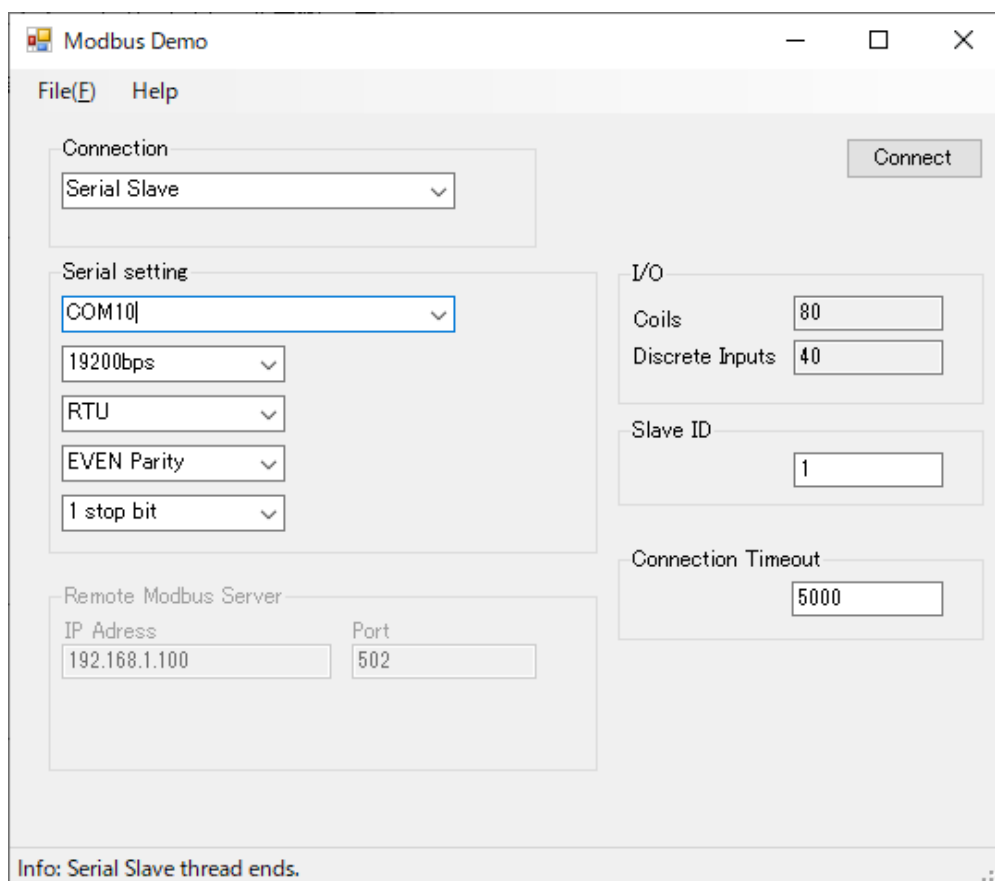 Modbus Demo
File(F) Help
Connection
Serial Slave
Connect
Serial setting
COM10
19200bps
RTU
EVEN Parity
1 stop bit
I/O
Coils 80
Discrete Inputs 40
Slave ID
1
Connection Timeout
5000
Remote Modbus Server
IP Adress Port
192.168.1.100 502
Info: Serial Slave thread ends.